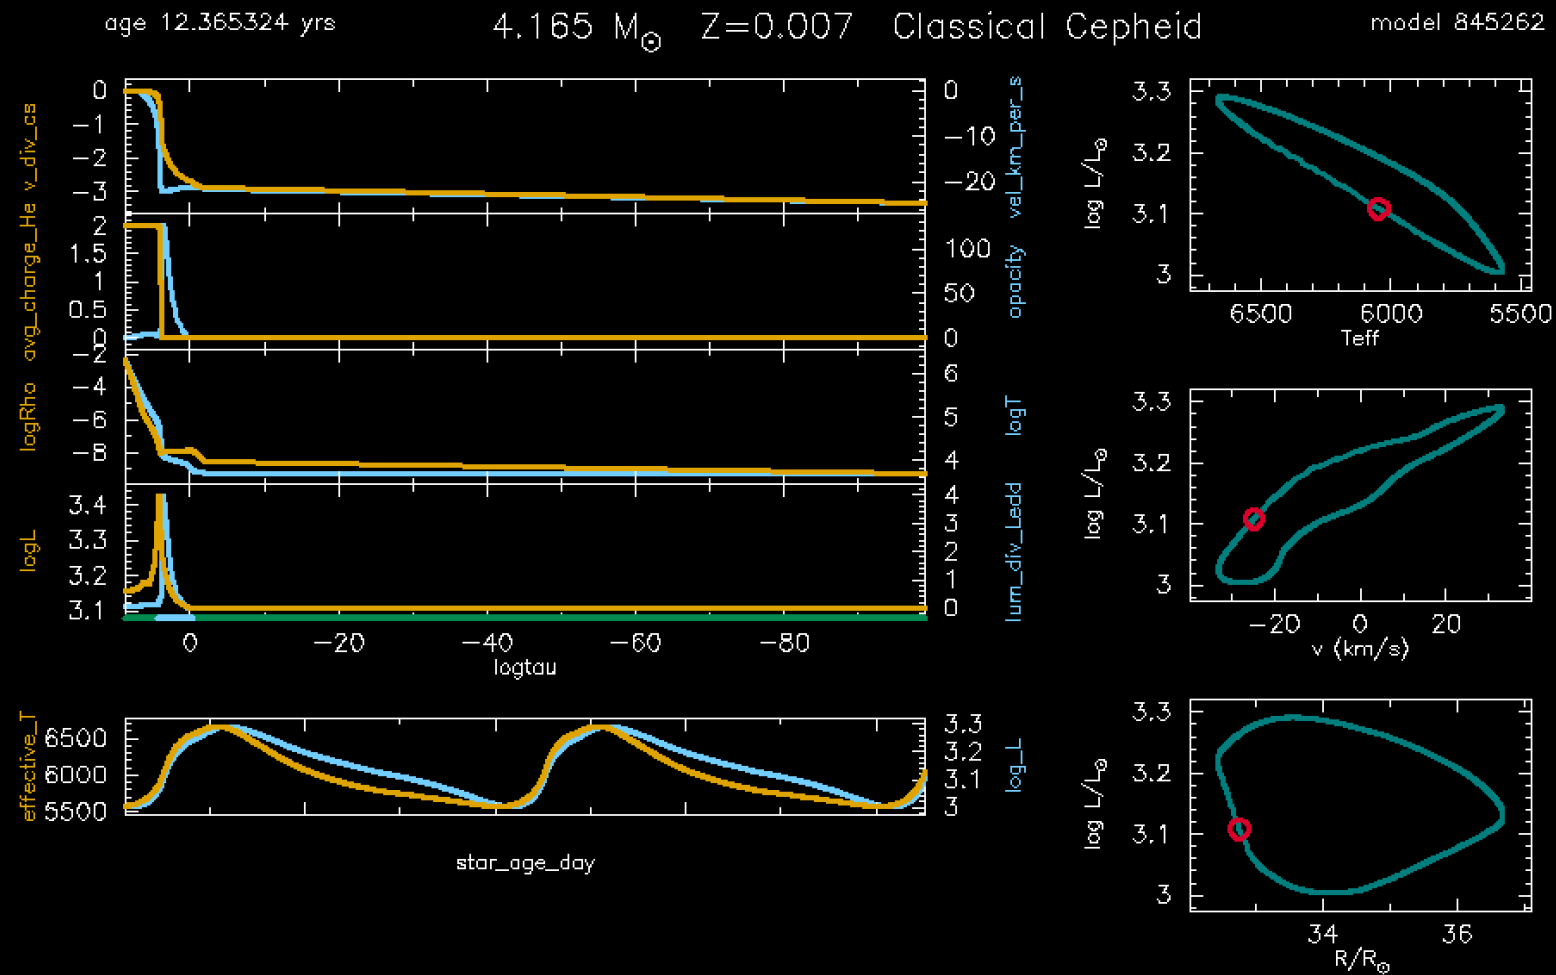 age 12.365324 yrs
4.165 M⊙ Z=0.007 Classical Cepheid
model 845262
v_div_cs
0
−1
−2
−3
0
−10
−20
vel_km_per_s
avg_charge_He
2
1.5
1
0.5
0
100
50
0
opacity
logRho
−2
−4
−6
−8
6
5
4
logT
logL
3.4
3.3
3.2
3.1
4
3
2
1
0
lum_div_Ledd
0 −20 −40 −60 −80
logtau
effective_T
6500
6000
5500
3.3
3.2
3.1
3
log_L
star_age_day
log L/L⊙
3.3
3.2
3.1
3
6500 6000 5500
Teff
log L/L⊙
3.3
3.2
3.1
3
−20 0 20
v (km/s)
log L/L⊙
3.3
3.2
3.1
3
34 36
R/R⊙